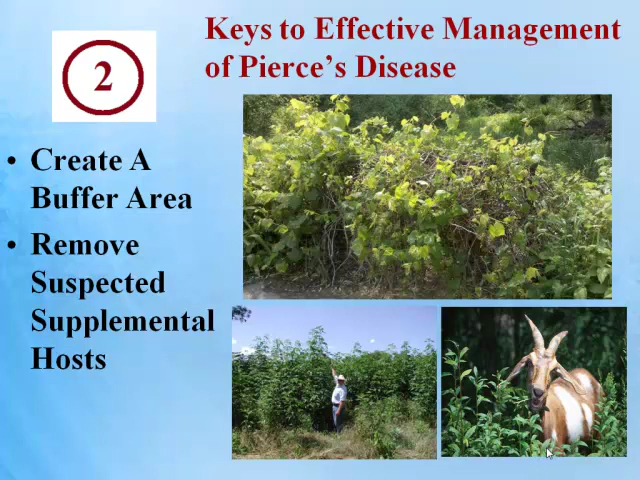 Keys to Effective Management
of Pierce’s Disease
2
• Create A
Buffer Area
• Remove
Suspected
Supplemental
Hosts